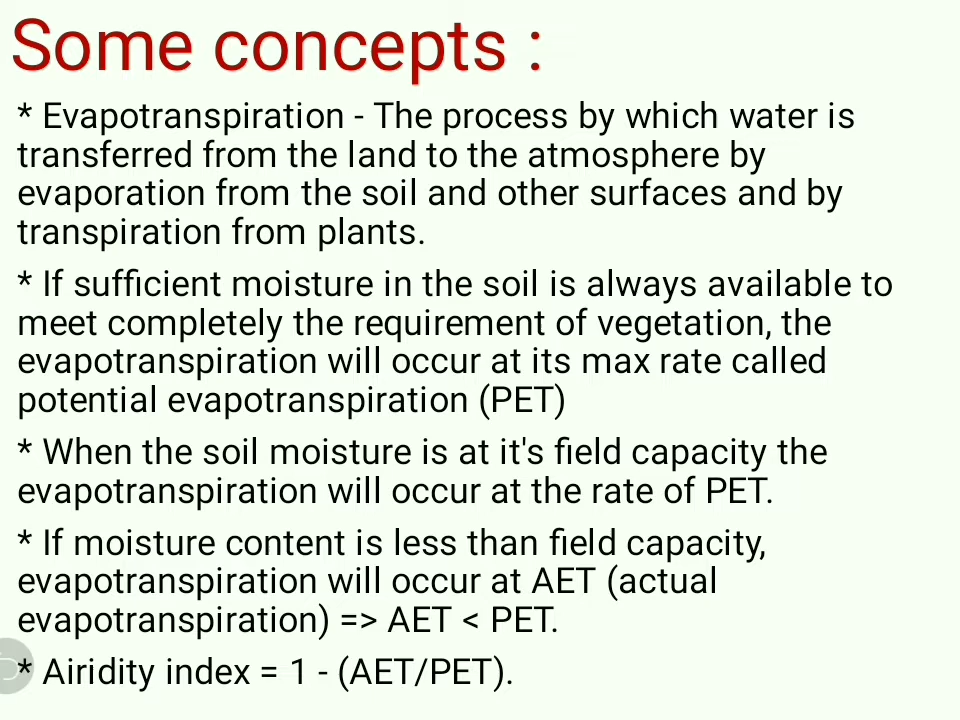 Some concepts :
* Evapotranspiration - The process by which water is
transferred from the land to the atmosphere by
evaporation from the soil and other surfaces and by
transpiration from plants.
* If sufficient moisture in the soil is always available to
meet completely the requirement of vegetation, the
evapotranspiration will occur at its max rate called
potential evapotranspiration (PET)
* When the soil moisture is at it's field capacity the
evapotranspiration will occur at the rate of PET.
* If moisture content is less than field capacity,
evapotranspiration will occur at AET (actual
evapotranspiration) => AET < PET.
* Airidity index = 1 - (AET/PET).